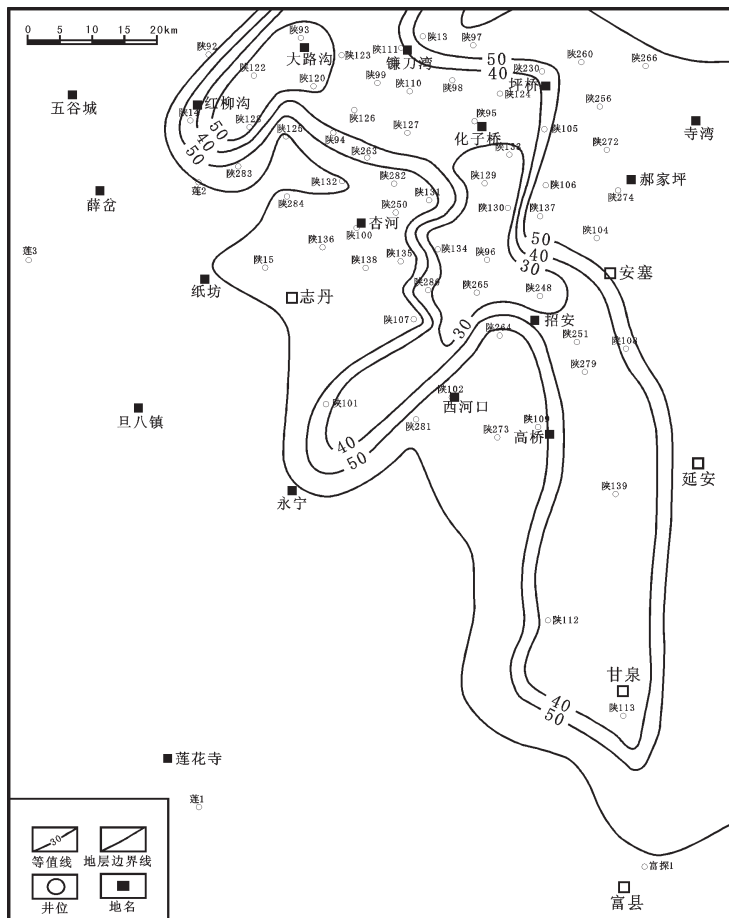 0 5 10 15 20km
陕93
陕13
陕97
陕92
大路沟
陕123
陕111
镰刀湾
50
陕260
陕266
陕122
陕120
陕99
陕110
陕98
40
陕230
坪桥
陕124
五谷城
红柳沟
陕14
陕125
50
40
50
陕126
陕125
陕94
陕127
陕95
化子桥
陕256
陕105
寺湾
陕263
陕133
陕272
陕283
莲2
陕132
陕282
陕131
陕129
陕106
郝家坪
陕274
薛岔
陕284
陕250
陕130
陕137
杏河
陕100
陕136
陕134
50
陕104
莲3
陕15
陕138
陕135
陕96
40
30
安塞
纸坊
志丹
陕286
陕265
陕248
陕107
30
陕264
招安
陕251
陕108
陕279
陕102
西河口
陕101
旦八镇
40
50
陕281
陕273
陕109
高桥
延安
永宁
陕139
陕112
甘泉
40
50
陕113
莲花寺
莲1
30
等值线
地层边界线
井位
地名
富探1
富县